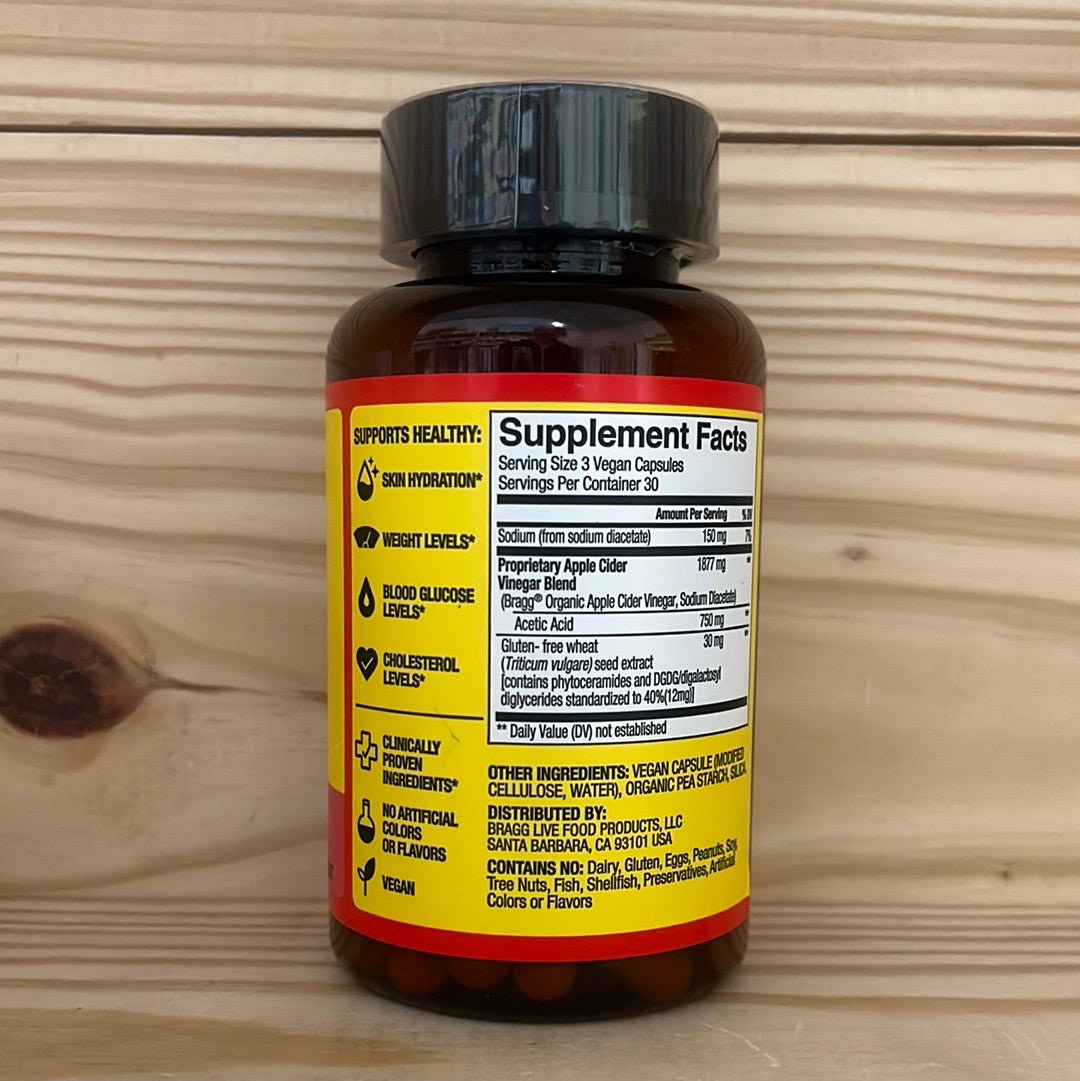 SUPPORTS HEALTHY:
SKIN HYDRATION*
WEIGHT LEVELS*
BLOOD GLUCOSE
LEVELS*
CHOLESTEROL
LEVELS*
CLINICALLY
PROVEN
INGREDIENTS*
NO ARTIFICIAL
COLORS
OR FLAVORS
VEGAN
Supplement Facts
Serving Size 3 Vegan Capsules
Servings Per Container 30
Amount Per Serving % DV
Sodium (from sodium diacetate) 150 mg 7%
Proprietary Apple Cider 1877 mg **
Vinegar Blend
(Bragg® Organic Apple Cider Vinegar, Sodium Diacetate)
Acetic Acid 750 mg **
Gluten- free wheat 30 mg **
(Triticum vulgare) seed extract
[contains phytoceramides and DGDG/digalactosyl
diglycerides standardized to 40%(12mg)]
** Daily Value (DV) not established
OTHER INGREDIENTS: VEGAN CAPSULE (MODIFIED
CELLULOSE, WATER), ORGANIC PEA STARCH, SILICA.
DISTRIBUTED BY:
BRAGG LIVE FOOD PRODUCTS, LLC
SANTA BARBARA, CA 93101 USA
CONTAINS NO: Dairy, Gluten, Eggs, Peanuts, Soy,
Tree Nuts, Fish, Shellfish, Preservatives, Artificial
Colors or Flavors